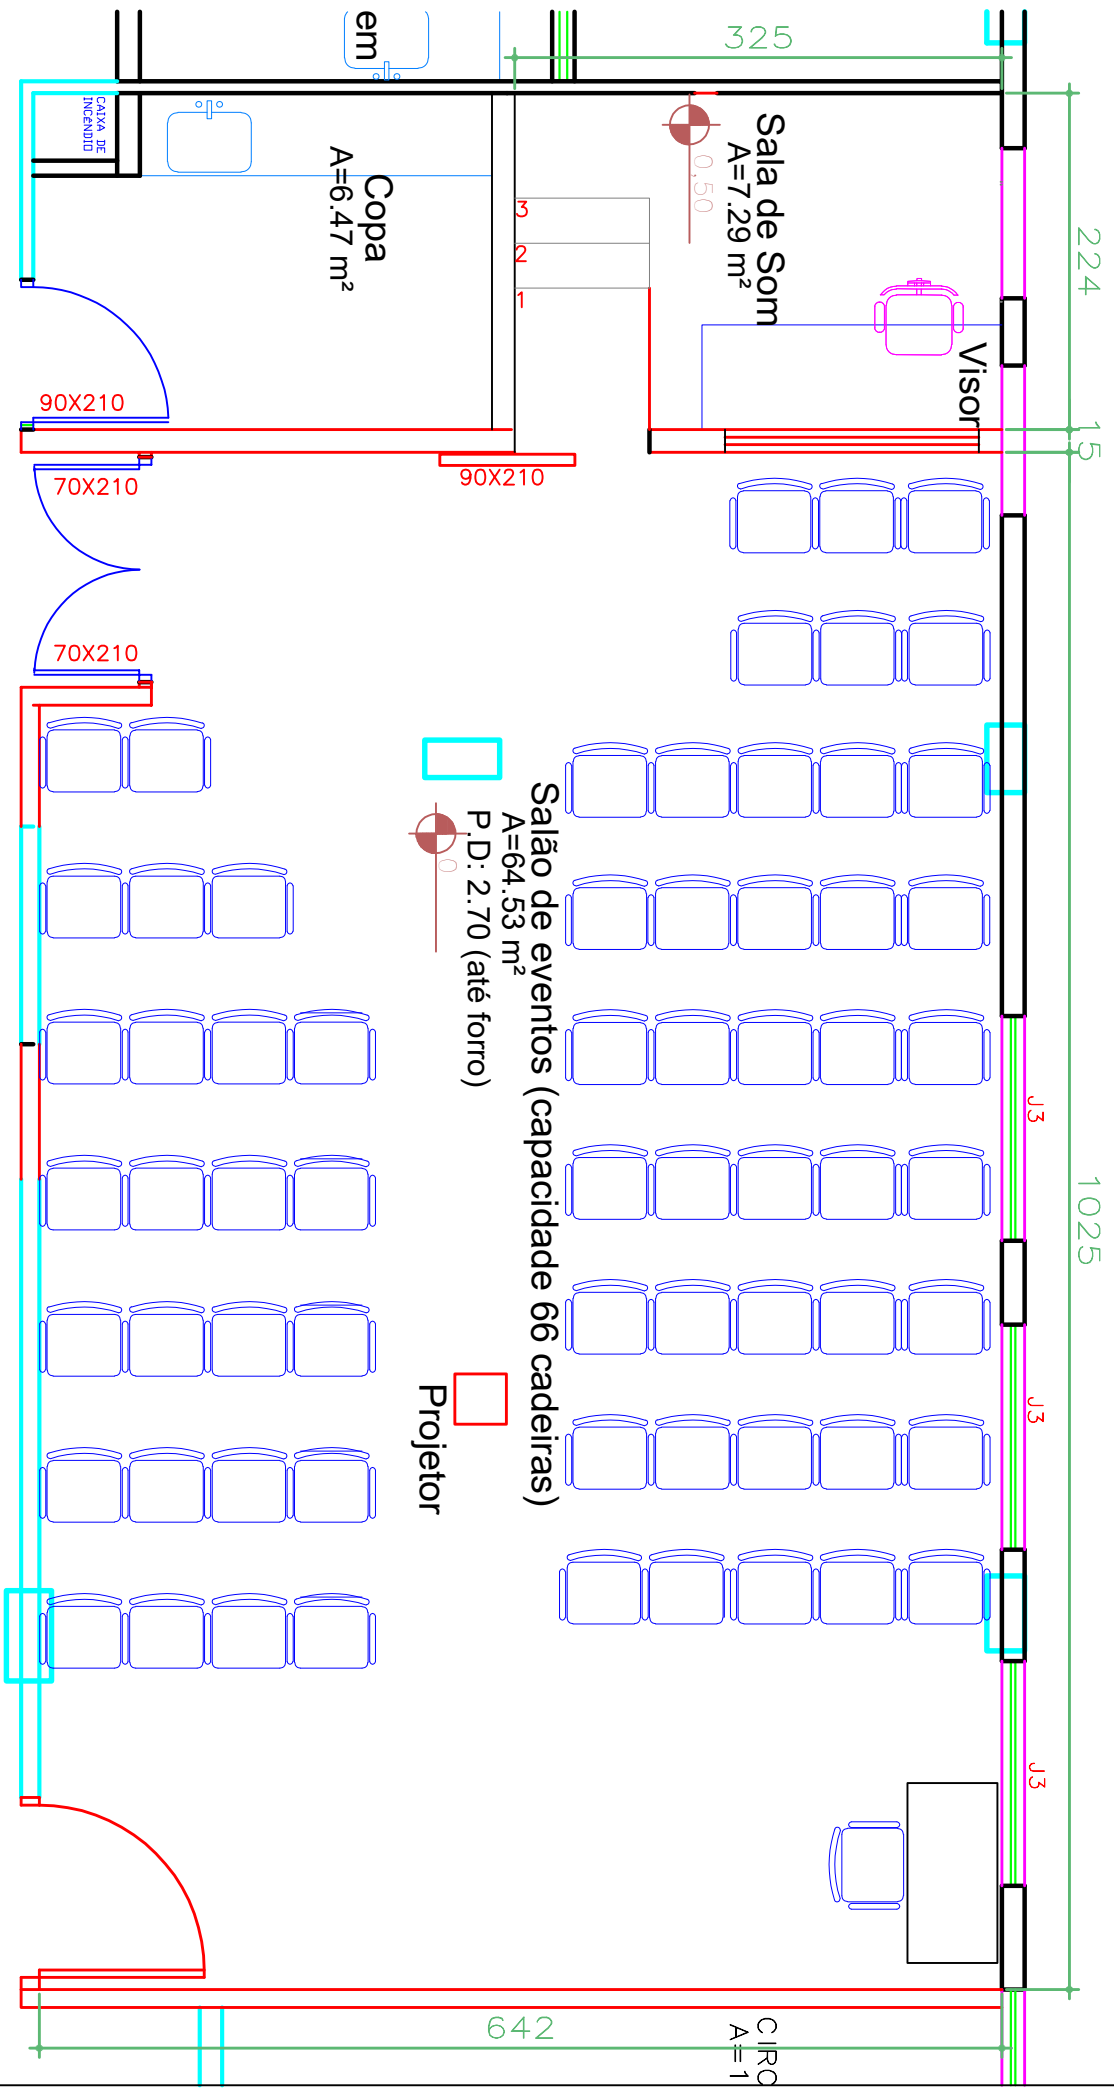 em
325
CAIXA DE
INCÊNDIO
Copa
A=6.47 m²
Sala de Som
A=7.29 m²
0,50
3
2
1
Visor
224
15
90X210
90X210
70X210
70X210
Salão de eventos (capacidade 66 cadeiras)
A=64.53 m²
P.D: 2.70 (até forro)
0
Projetor
J3
J3
J3
1025
642
CIRC
A=1